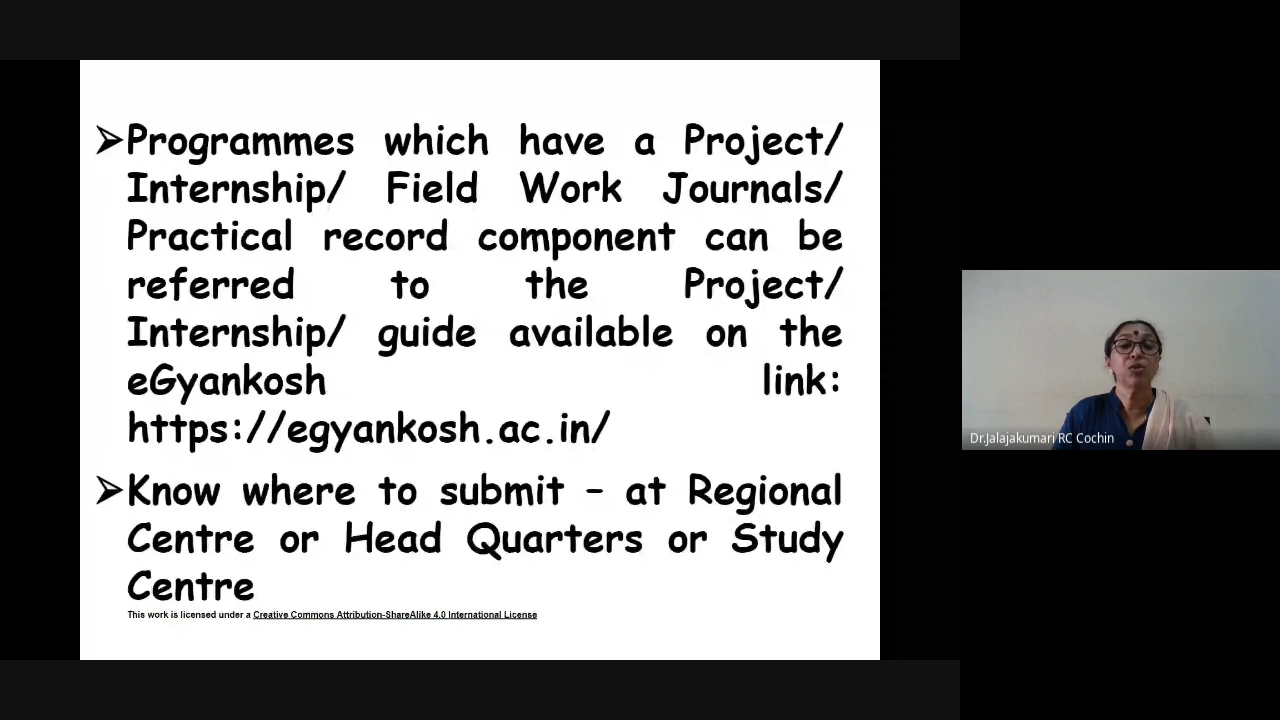 ➢Programmes which have a Project/
Internship/ Field Work Journals/
Practical record component can be
referred to the Project/
Internship/ guide available on the
eGyankosh link:
https://egyankosh.ac.in/
➢Know where to submit – at Regional
Centre or Head Quarters or Study
Centre
This work is licensed under a Creative Commons Attribution-ShareAlike 4.0 International License
Dr.Jalajakumari RC Cochin